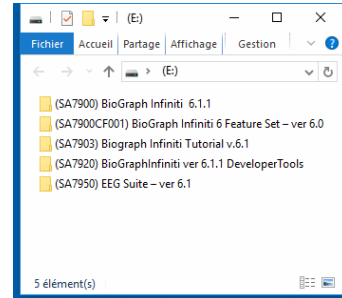 (E:)
Fichier Accueil Partage Affichage Gestion
(E:)
(SA7900) BioGraph Infiniti 6.1.1
(SA7900CF001) BioGraph Infiniti 6 Feature Set – ver 6.0
(SA7903) Biograph Infiniti Tutorial v.6.1
(SA7920) BioGraphInfiniti ver 6.1.1 DeveloperTools
(SA7950) EEG Suite – ver 6.1
5 élément(s)